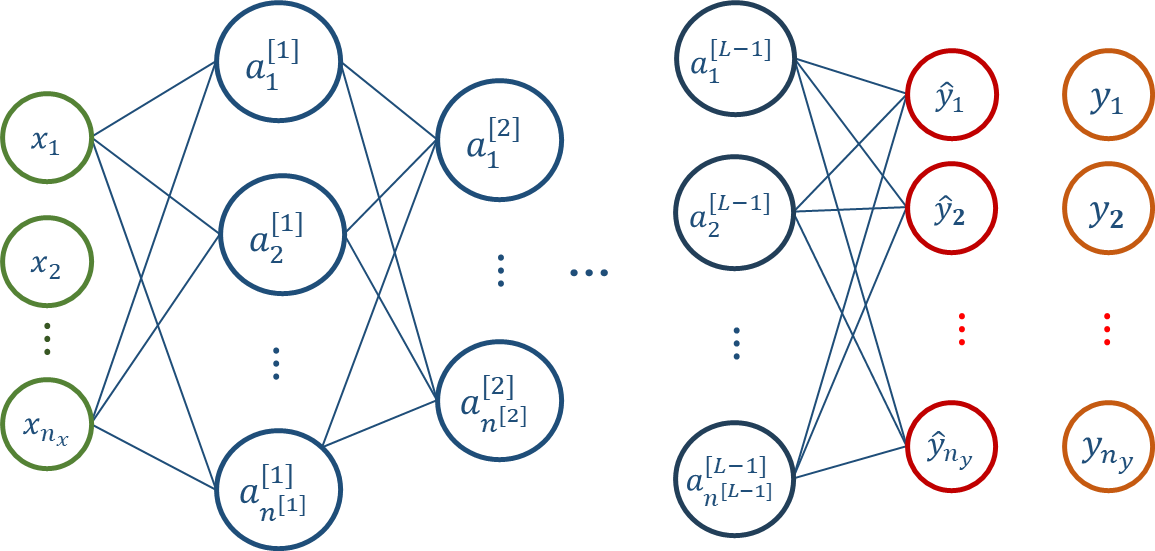 x_1
x_2
⋮
x_{n_x}
a_1^{[1]}
a_2^{[1]}
⋮
a_{n^{[1]}}^{[1]}
a_1^{[2]}
⋮
a_{n^{[2]}}^{[2]}
…
a_1^{[L−1]}
a_2^{[L−1]}
⋮
a_{n^{[L−1]}}^{[L−1]}
ŷ_1
ŷ_2
⋮
ŷ_{n_y}
y_1
y_2
⋮
y_{n_y}